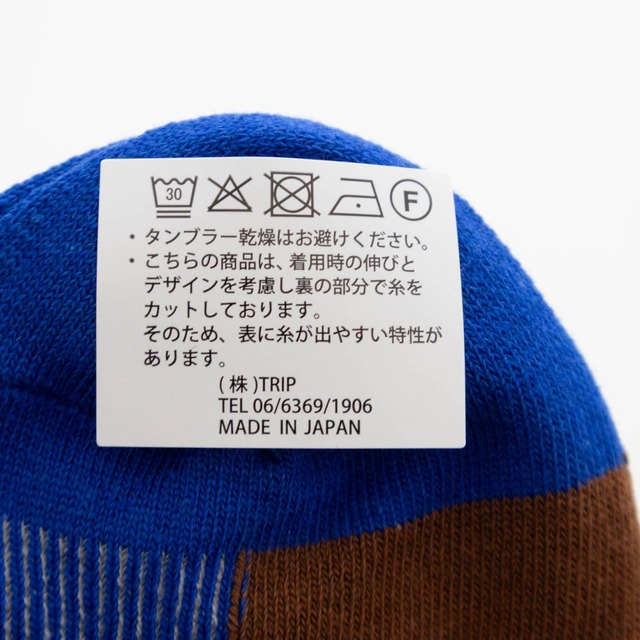 30 F
・タンブラー乾燥はお避けください。
・こちらの商品は、着用時の伸びと
デザインを考慮し裏の部分で糸を
カットしております。
そのため、表に糸が出やすい特性が
あります。
(株)TRIP
TEL 06/6369/1906
MADE IN JAPAN